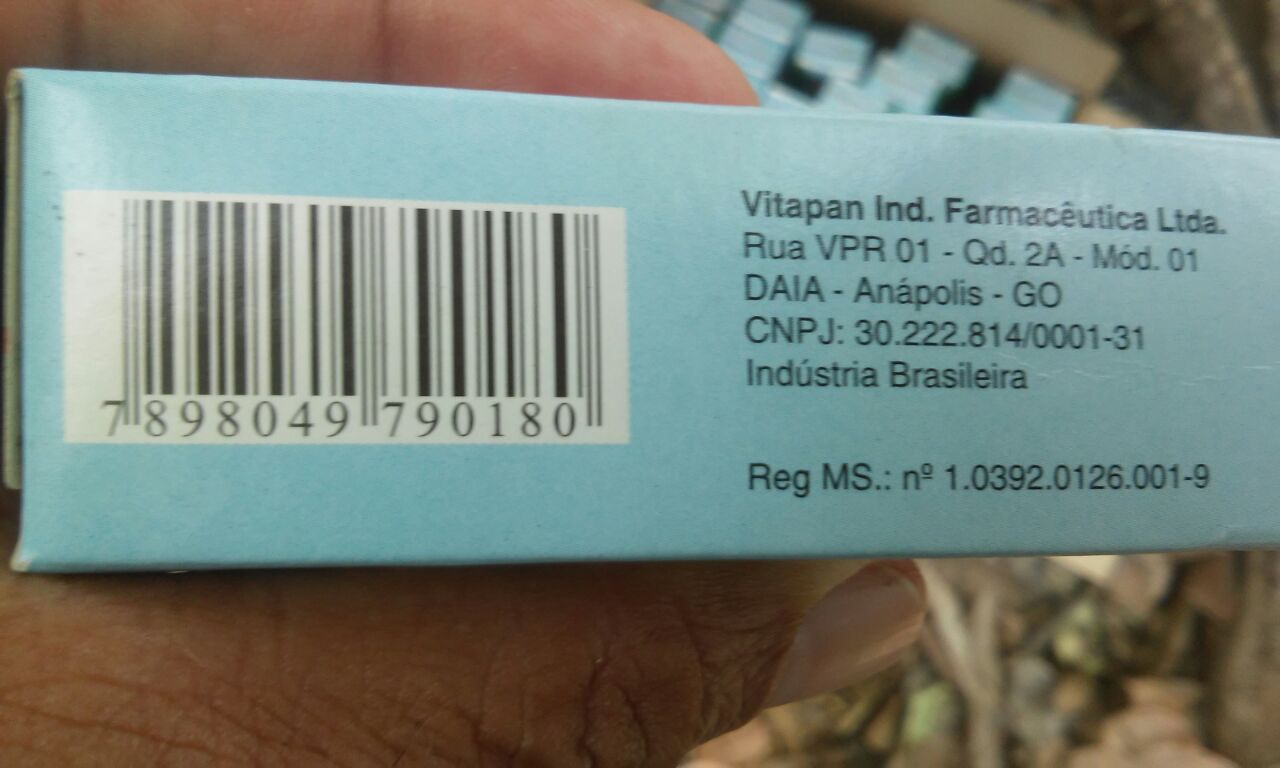 7 898049 790180
Vitapan Ind. Farmacêutica Ltda.
Rua VPR 01 - Qd. 2A - Mód. 01
DAIA - Anápolis - GO
CNPJ: 30.222.814/0001-31
Indústria Brasileira
Reg MS.: nº 1.0392.0126.001-9